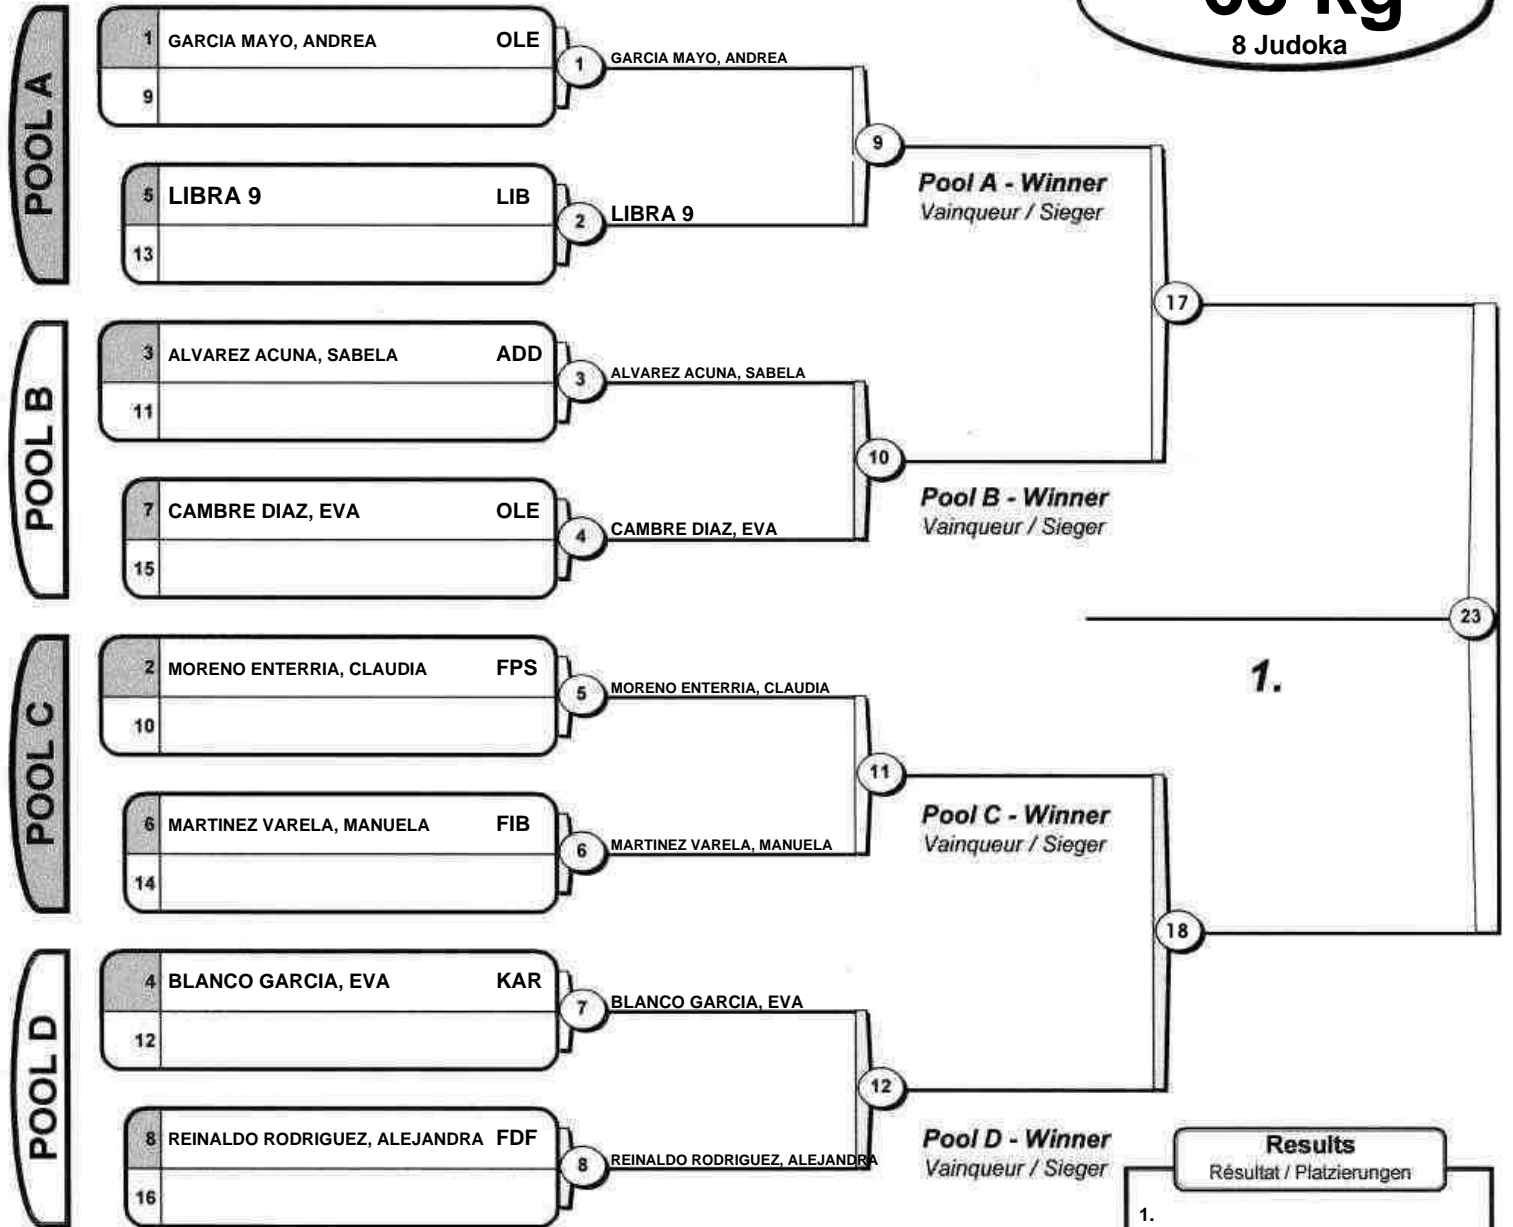 kg
8 Judoka
POOL A
1 GARCIA MAYO, ANDREA OLE
9
1 GARCIA MAYO, ANDREA
5 LIBRA 9 LIB
13
2 LIBRA 9
9
Pool A - Winner
Vainqueur / Sieger
POOL B
3 ALVAREZ ACUNA, SABELA ADD
11
3 ALVAREZ ACUNA, SABELA
7 CAMBRE DIAZ, EVA OLE
15
4 CAMBRE DIAZ, EVA
10
Pool B - Winner
Vainqueur / Sieger
17
POOL C
2 MORENO ENTERRIA, CLAUDIA FPS
10
5 MORENO ENTERRIA, CLAUDIA
6 MARTINEZ VARELA, MANUELA FIB
14
6 MARTINEZ VARELA, MANUELA
11
Pool C - Winner
Vainqueur / Sieger
POOL D
4 BLANCO GARCIA, EVA KAR
12
7 BLANCO GARCIA, EVA
8 REINALDO RODRIGUEZ, ALEJANDRA FDF
16
8 REINALDO RODRIGUEZ, ALEJANDRA
12
Pool D - Winner
Vainqueur / Sieger
18
23
1.
Results
Résultat / Platzierungen
1.